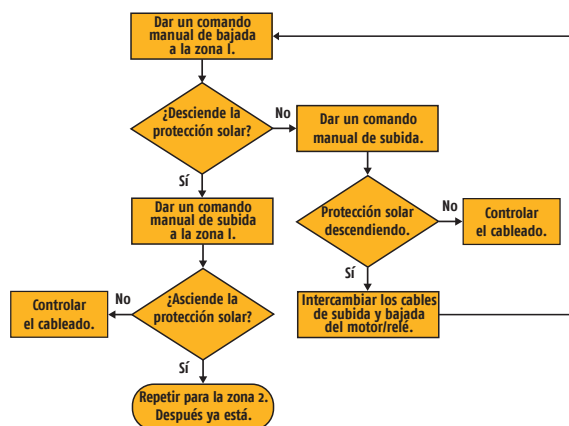 Dar un comando
manual de bajada
a la zona 1.
¿Desciende la
protección solar?
No
Dar un comando
manual de subida.
Sí
Dar un comando
manual de subida
a la zona 1.
Protección solar
descendiendo.
No
Controlar
el cableado.
Sí
Intercambiar los cables
de subida y bajada
del motor/relé.
¿Asciende la
protección solar?
No
Controlar
el cableado.
Sí
Repetir para la zona 2.
Después ya está.